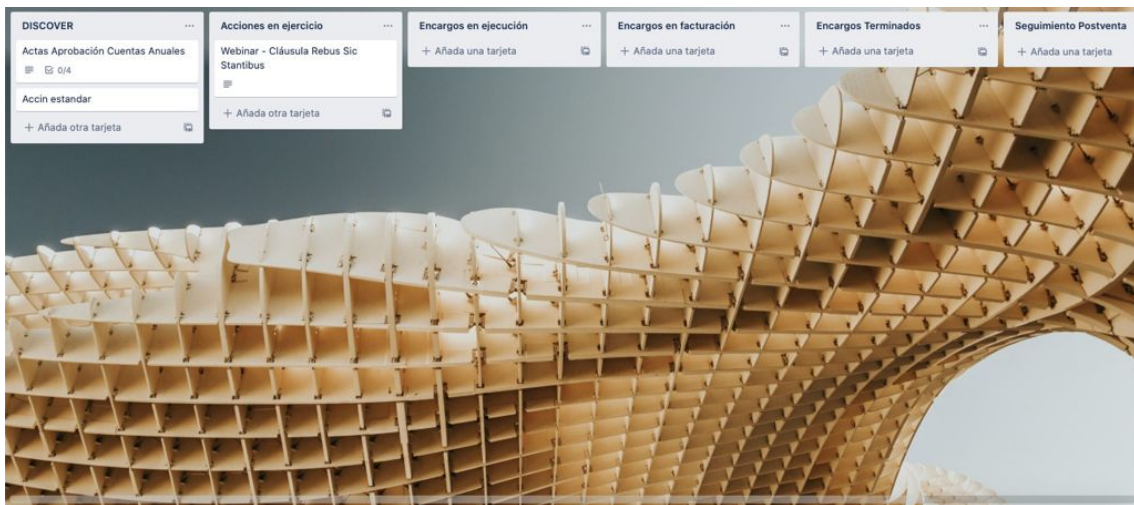 DISCOVER
Actas Aprobación Cuentas Anuales
0/4
Accin estandar
+ Añada otra tarjeta
Acciones en ejercicio
Webinar - Cláusula Rebus Sic
Stantibus
+ Añada otra tarjeta
Encargos en ejecución
+ Añada una tarjeta
Encargos en facturación
+ Añada una tarjeta
Encargos Terminados
+ Añada una tarjeta
Seguimiento Postventa
+ Añada una tarjeta